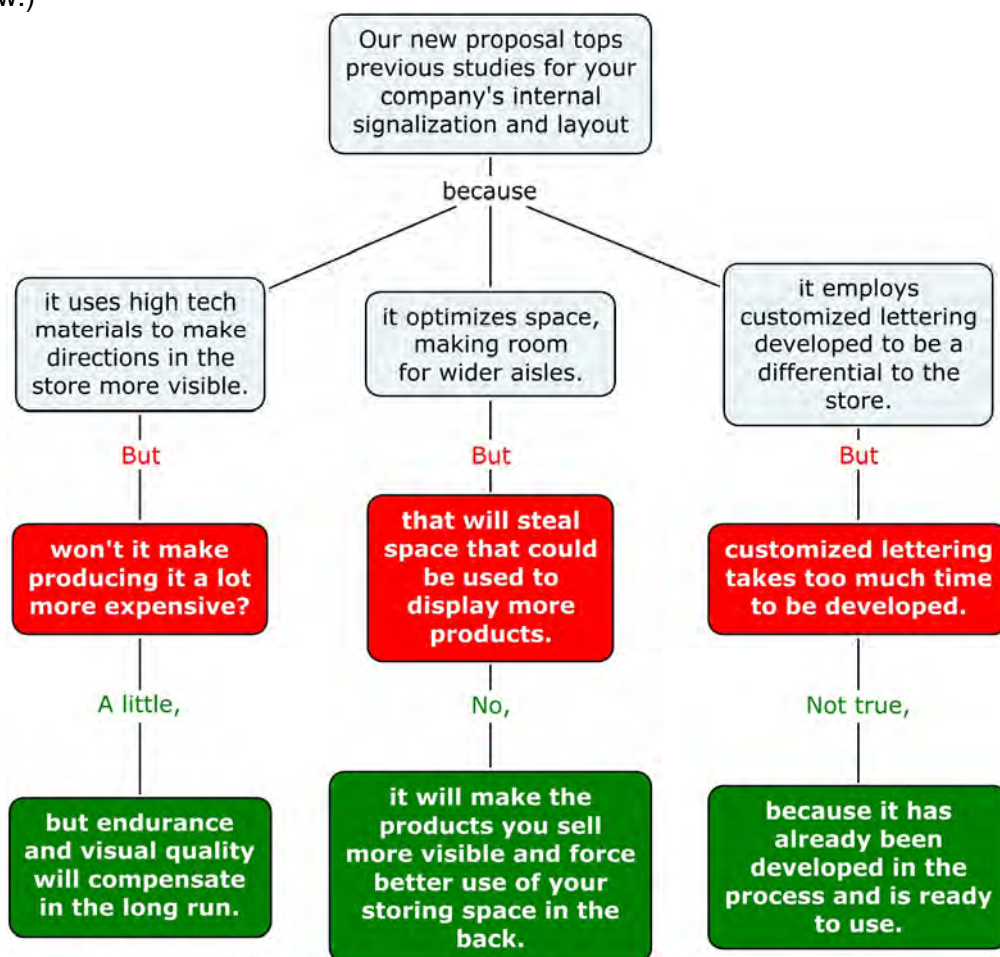 w.)
Our new proposal tops
previous studies for your
company's internal
signalization and layout
because
it uses high tech
materials to make
directions in the
store more visible.
it optimizes space,
making room
for wider aisles.
it employs
customized lettering
developed to be a
differential to the
store.
But
But
But
won't it make
producing it a lot
more expensive?
that will steal
space that could
be used to
display more
products.
customized lettering
takes too much time
to be developed.
A little,
No,
Not true,
but endurance
and visual quality
will compensate
in the long run.
it will make the
products you sell
more visible and force
better use of your
storing space in the
back.
because it has
already been
developed in the
process and is ready
to use.